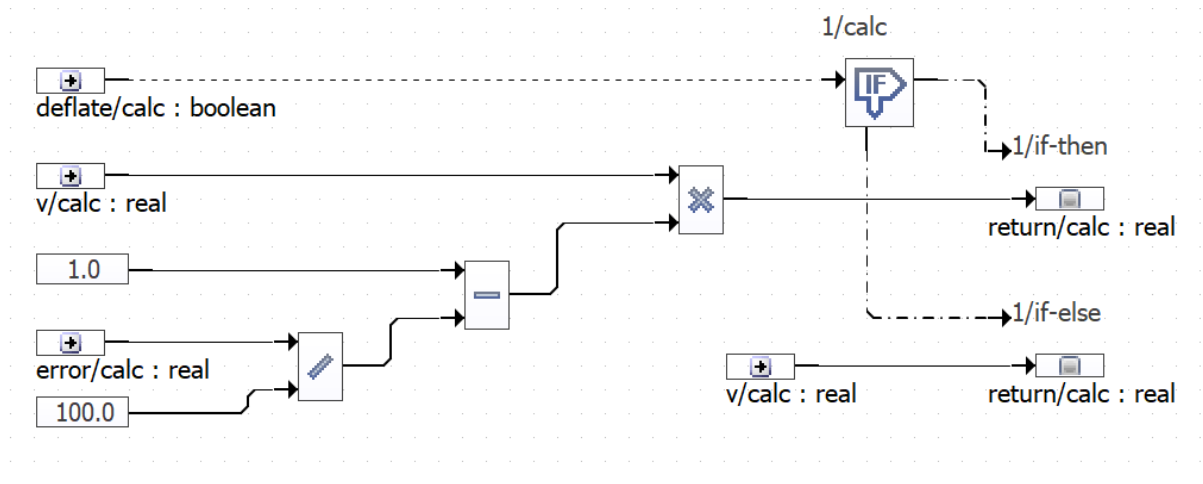 1/calc
IF
deflate/calc : boolean
1/if-then
v/calc : real
return/calc : real
1.0
1/if-else
error/calc : real
v/calc : real
return/calc : real
100.0